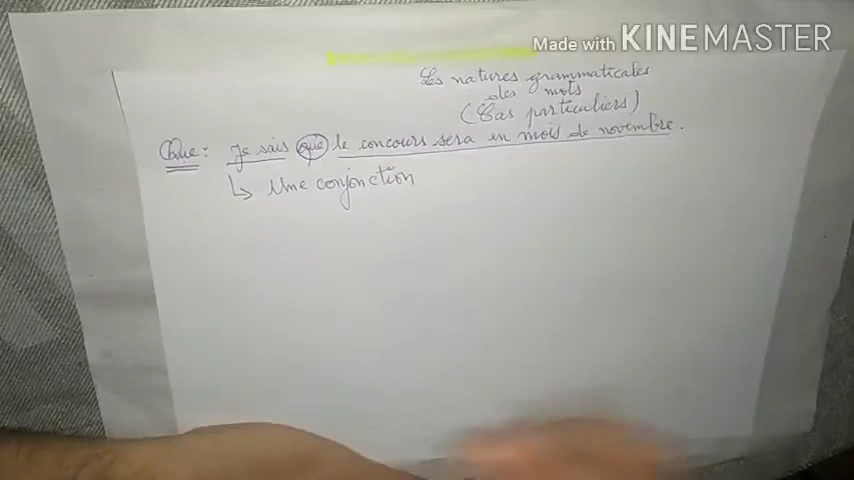 Made with KINEMASTER
Les natures grammaticales
des mots
(Cas particuliers)
Que : Je sais que le concours sera en mois de novembre.
↳ Une conjonction